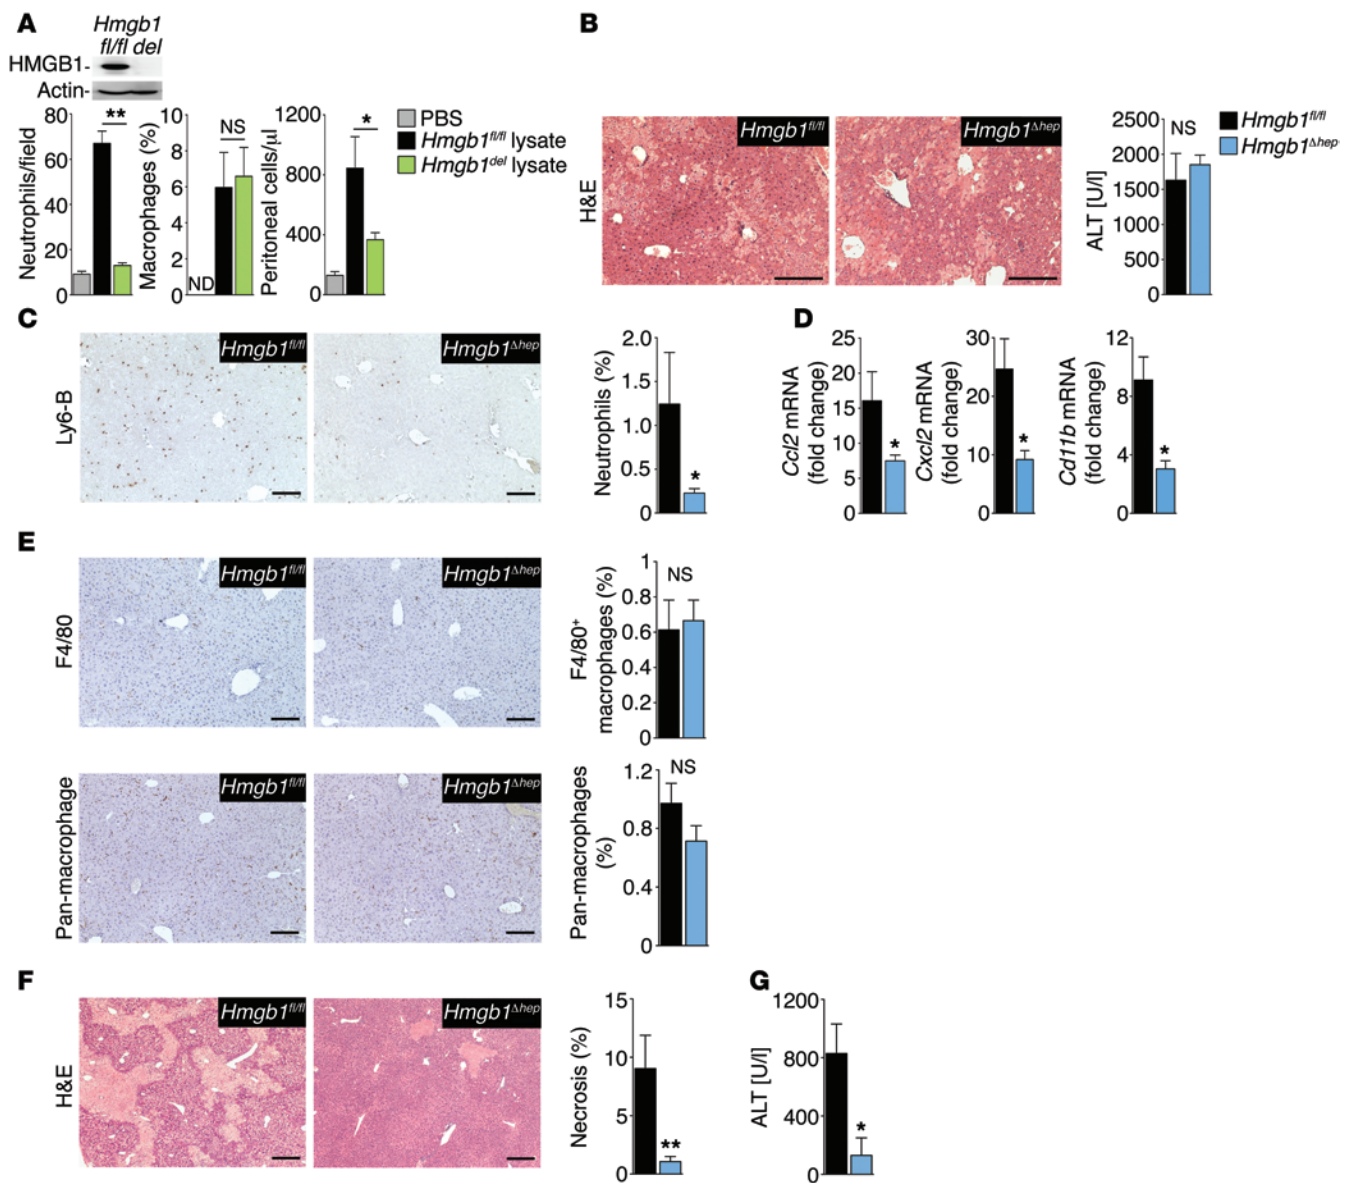 A
Hmgb1
fl/fl del
HMGB1-
Actin-
80
60
40
20
0
Neutrophils/field
**
10
8
6
4
2
0
Macrophages (%)
NS
ND
1200
800
400
0
Peritoneal cells/µl
*
PBS
Hmgb1fl/fl lysate
Hmgb1del lysate
B
H&E
Hmgb1fl/fl
Hmgb1Δhep
2500
2000
1500
1000
500
0
ALT [U/l]
NS
Hmgb1fl/fl
Hmgb1Δhep
C
Ly6-B
Hmgb1fl/fl
Hmgb1Δhep
2.0
1.5
1.0
0.5
0
Neutrophils (%)
*
D
25
20
15
10
5
0
Ccl2 mRNA
(fold change)
*
30
20
10
0
Cxcl2 mRNA
(fold change)
*
12
8
4
0
Cd11b mRNA
(fold change)
*
E
F4/80
Hmgb1fl/fl
Hmgb1Δhep
1
0.8
0.6
0.4
0.2
0
F4/80+
macrophages (%)
NS
Pan-macrophage
Hmgb1fl/fl
Hmgb1Δhep
1.2
0.8
0.4
0
Pan-macrophages
(%)
NS
F
H&E
Hmgb1fl/fl
Hmgb1Δhep
15
10
5
0
Necrosis (%)
**
G
1200
800
400
0
ALT [U/l]
*